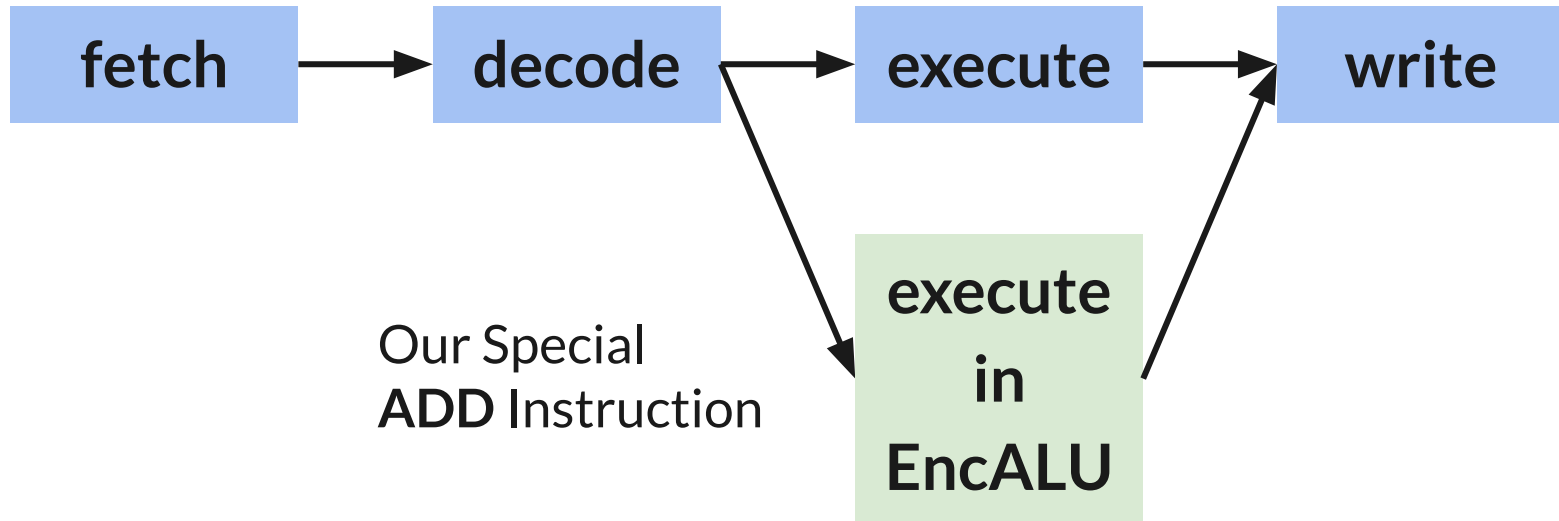 fetch
decode
execute
write
Our Special
ADD Instruction
execute
in
EncALU